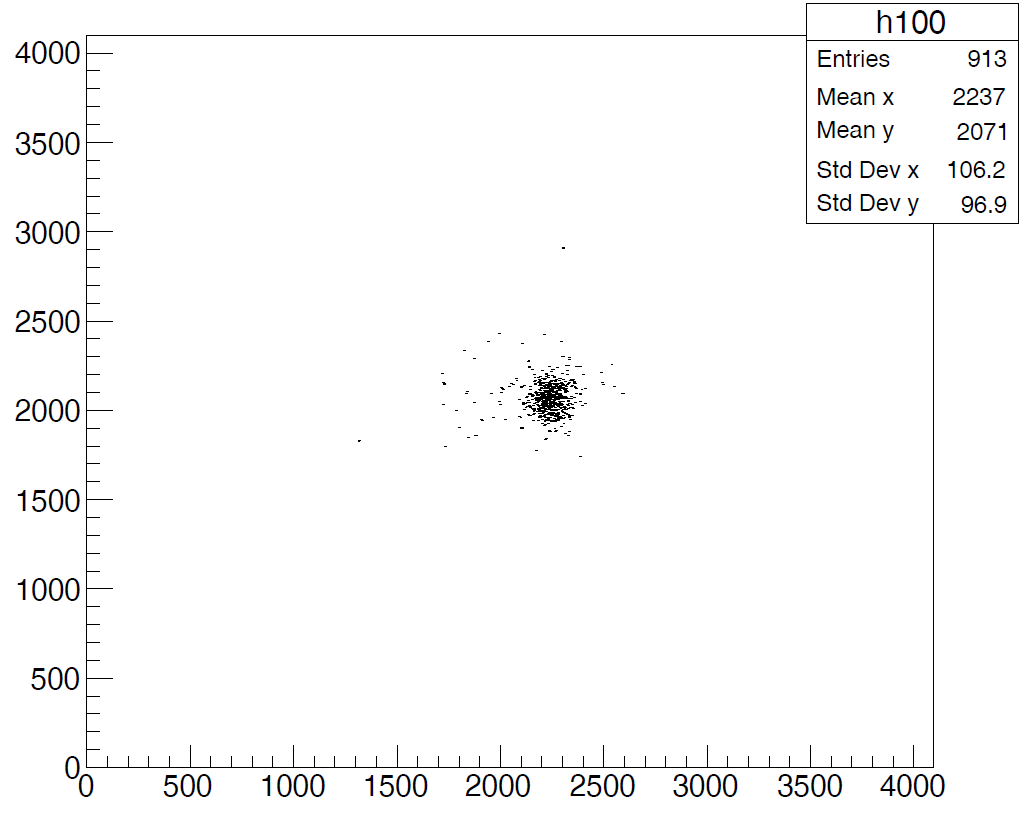 h100
Entries 913
Mean x 2237
Mean y 2071
Std Dev x 106.2
Std Dev y 96.9
4000
3500
3000
2500
2000
1500
1000
500
0
0 500 1000 1500 2000 2500 3000 3500 4000